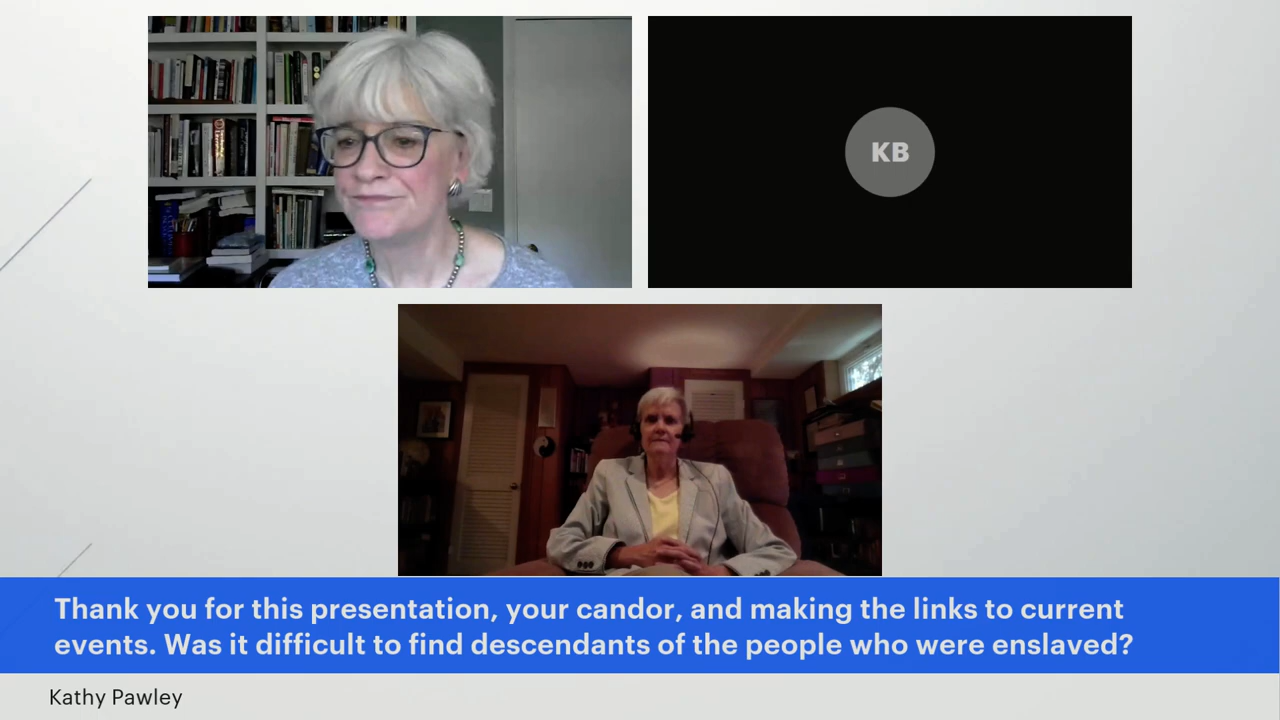 KB
Thank you for this presentation, your candor, and making the links to current
events. Was it difficult to find descendants of the people who were enslaved?
Kathy Pawley